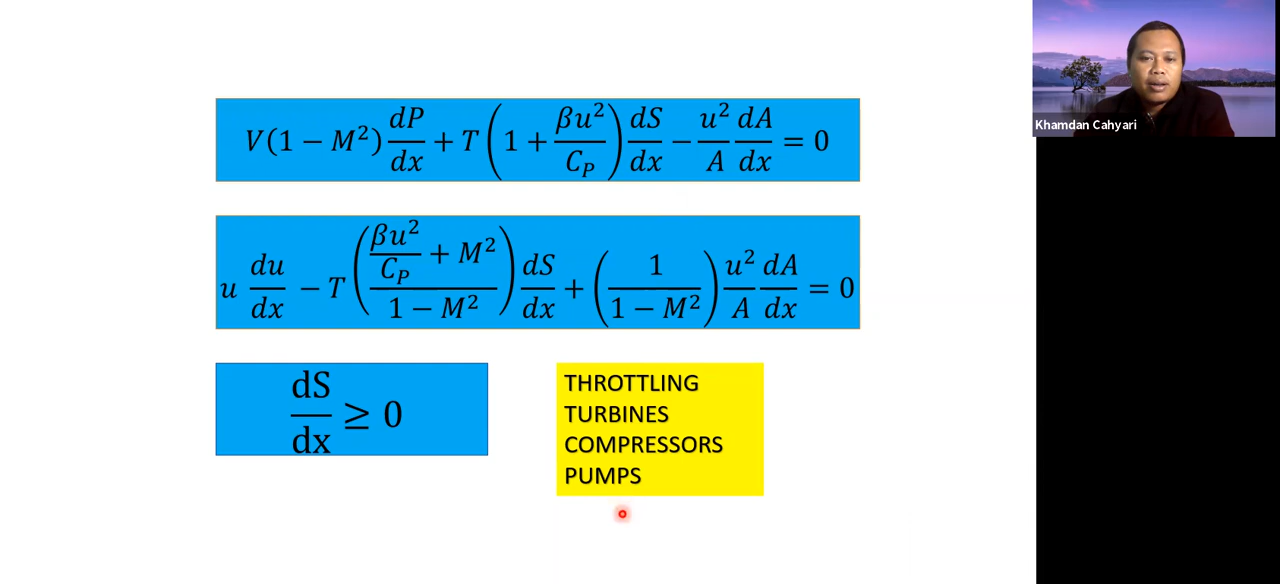 V(1 − M²) dP/dx + T(1 + βu²/C_P) dS/dx − u²/A dA/dx = 0
u du/dx − T((βu²/C_P + M²)/(1 − M²)) dS/dx + (1/(1 − M²)) u²/A dA/dx = 0
dS/dx ≥ 0
THROTTLING
TURBINES
COMPRESSORS
PUMPS
Khamdan Cahyari